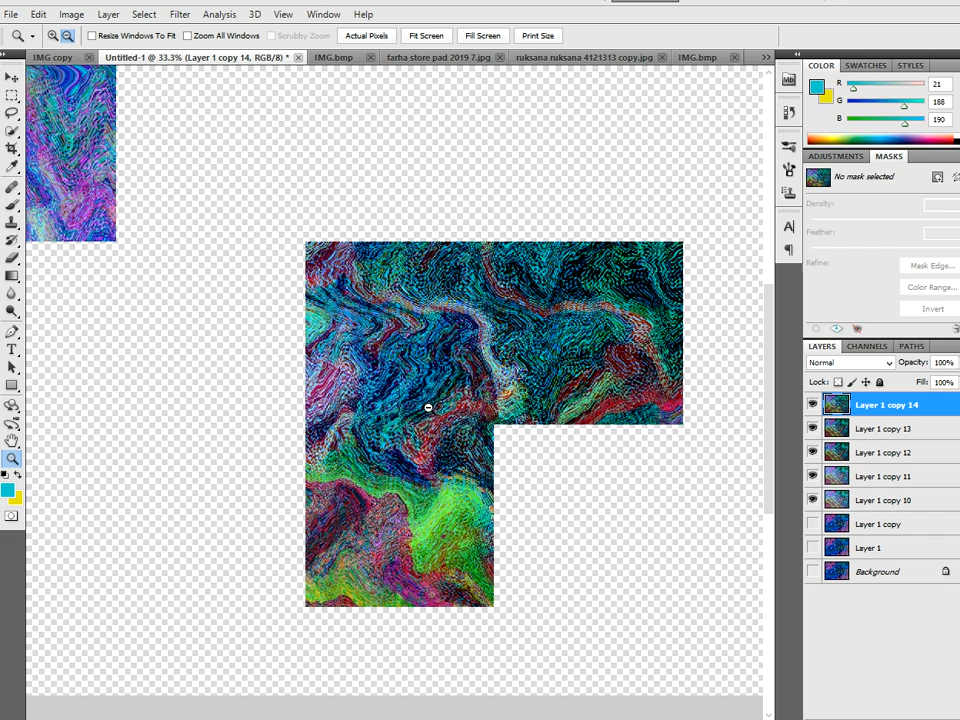 File Edit Image Layer Select Filter Analysis 3D View Window Help
Resize Windows To Fit Zoom All Windows Scrubby Zoom Actual Pixels Fit Screen Fill Screen Print Size
IMG copy Untitled-1 @ 33.3% (Layer 1 copy 14, RGB/8) * IMG.bmp farha store pad 2019 7.jpg ruksana ruksana 4121313 copy.jpg IMG.bmp
COLOR SWATCHES STYLES
R 21
G 188
B 190
ADJUSTMENTS MASKS
No mask selected
Density:
Feather:
Refine: Mask Edge...
Color Range...
Invert
LAYERS CHANNELS PATHS
Normal Opacity: 100%
Lock: Fill: 100%
Layer 1 copy 14
Layer 1 copy 13
Layer 1 copy 12
Layer 1 copy 11
Layer 1 copy 10
Layer 1 copy
Layer 1
Background